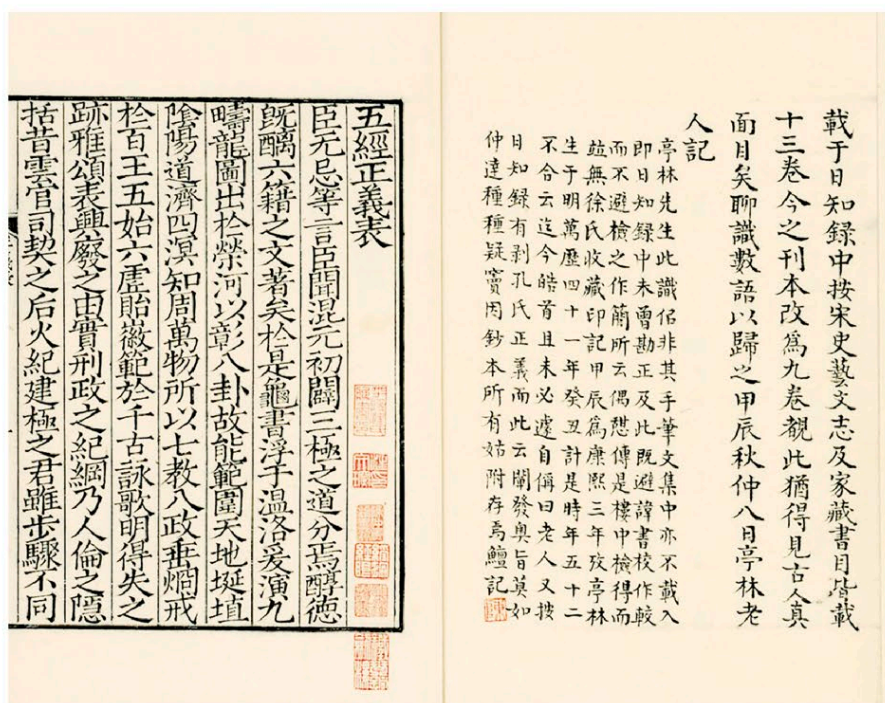 載于日知録中按宋史藝文志及家藏書目皆載
十三卷今之刊本改爲九卷覩此猶得見古人真
面目矣聊識數語以歸之甲辰秋仲八日亭林老
人記
亭林先生此識侣非其手筆文集中亦不載入
即日知録中未曽勘正及此既避諱書校作較
而不避檢之作蕳所云偶憇傳是樓中檢得而
竝無徐氏收藏印記甲辰爲康熙三年攷亭林
生于明萬曆四十一年癸丑計是時年五十二
不合云迄今皓首且未必遽自偁曰老人又按
日知録有剥孔氏正義而此云闡發奥旨莫如
仲達種種疑竇因鈔本所有姑附存焉鱣記
五經正義表
臣无忌等言臣聞混元初闢三極之道分焉醇德
旣醨六籍之文著矣於是龜書浮于温洛爰演九
疇龍圖出於榮河以彰八卦故能範圍天地埏埴
陰陽道濟四溟知周萬物所以七教八政垂烱戒
於百王五始六虛貽徽範於千古詠歌明得失之
跡雅頌表興廢之由實刑政之紀綱乃人倫之隱
括昔雲官司契之后火紀建極之君雖步驟不同